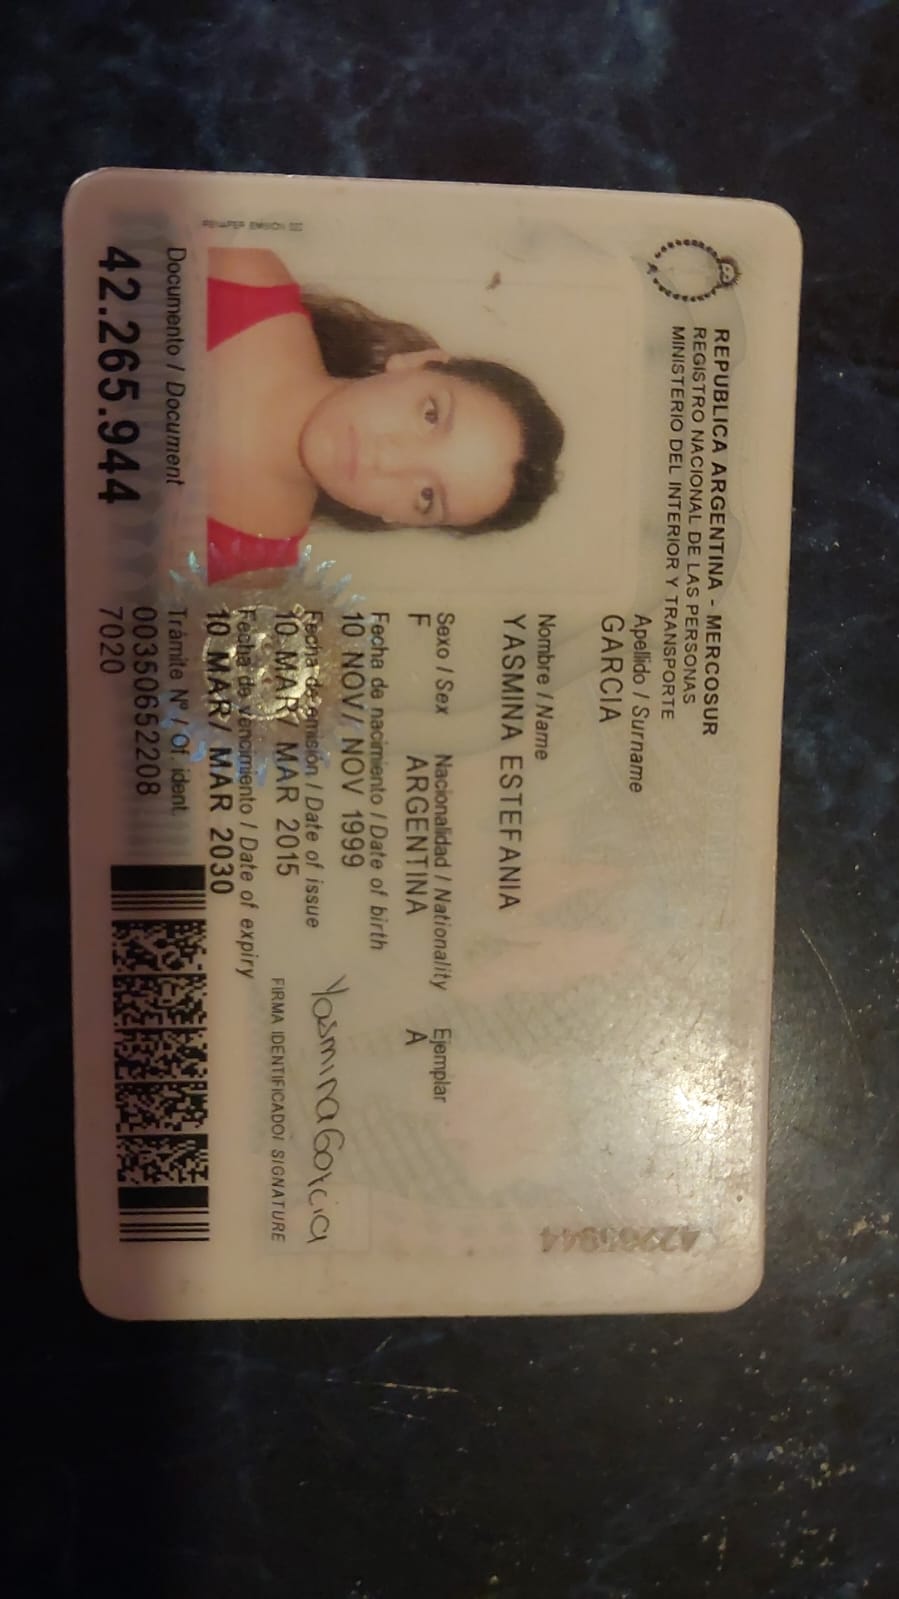 REPUBLICA ARGENTINA - MERCOSUR
REGISTRO NACIONAL DE LAS PERSONAS
MINISTERIO DEL INTERIOR Y TRANSPORTE
Apellido / Surname
GARCIA
Nombre / Name
YASMINA ESTEFANIA
Sexo / Sex Nacionalidad / Nationality Ejemplar
F ARGENTINA A
Fecha de nacimiento / Date of birth
10 NOV/ NOV 1999
Fecha de emisión / Date of issue
10 MAR/ MAR 2015
Fecha de vencimiento / Date of expiry
10 MAR/ MAR 2030
Yasmina Garcia
FIRMA IDENTIFICADO/ SIGNATURE
Documento / Document
42.265.944
Trámite Nº / Of. ident.
00350652208
7020
42265944